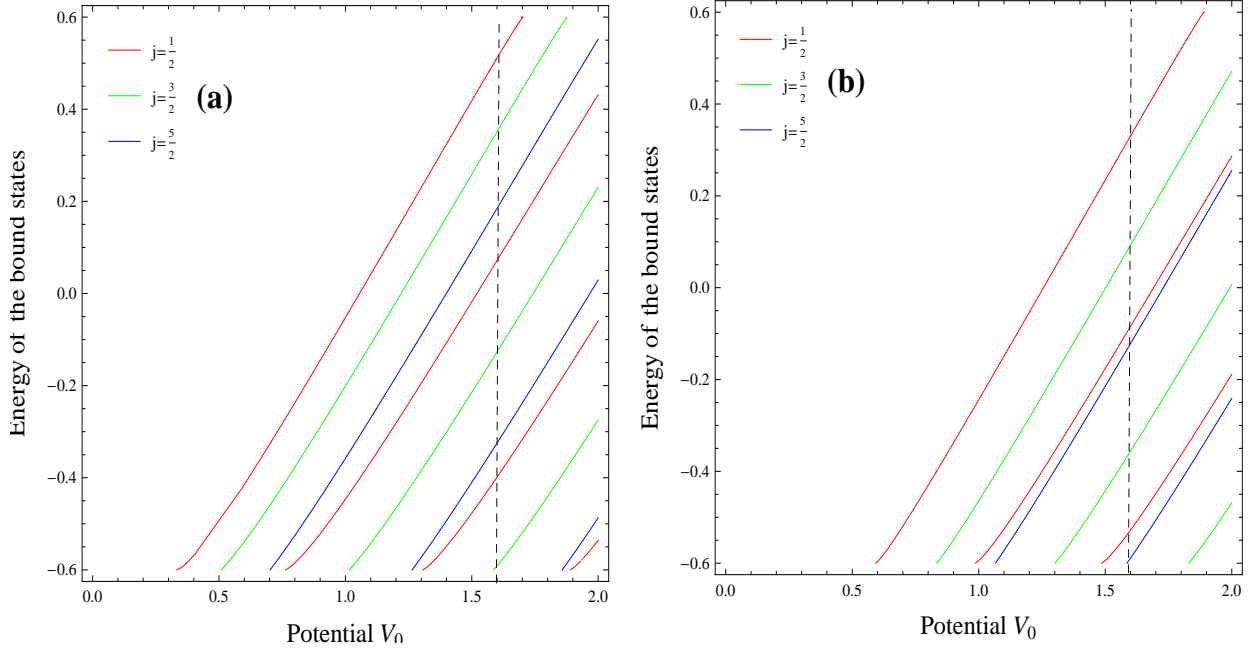 0.6
0.4
0.2
0.0
−0.2
−0.4
−0.6
0.0
0.5
1.0
1.5
2.0
Energy of the bound states
Potential V0
j=1/2
j=3/2
j=5/2
(a)
0.6
0.4
0.2
0.0
−0.2
−0.4
−0.6
0.0
0.5
1.0
1.5
2.0
Energy of the bound states
Potential V0
j=1/2
j=3/2
j=5/2
(b)